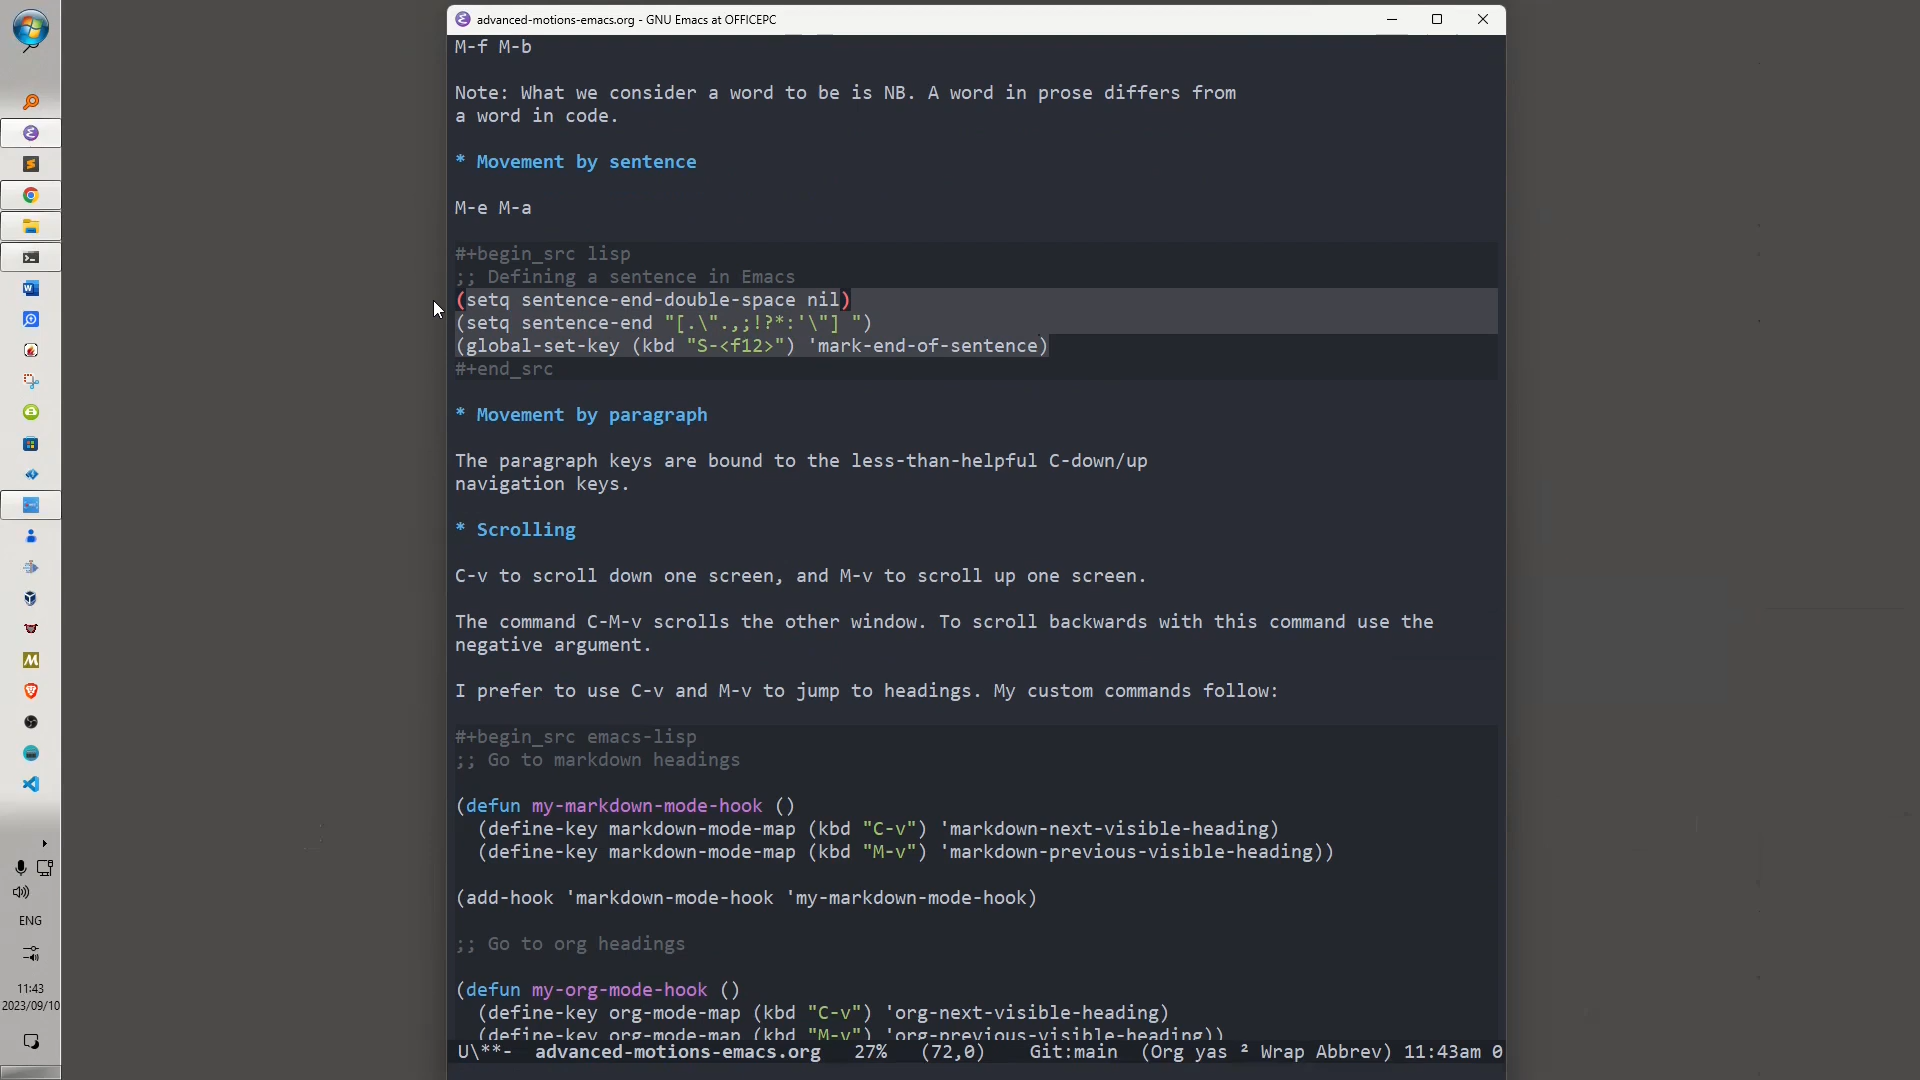 advanced-motions-emacs.org - GNU Emacs at OFFICEPC
M-f M-b
Note: What we consider a word to be is NB. A word in prose differs from
a word in code.
* Movement by sentence
M-e M-a
#+begin_src lisp
;; Defining a sentence in Emacs
(setq sentence-end-double-space nil)
(setq sentence-end "[.\".,;!?*:'\"] ")
(global-set-key (kbd "S-<f12>") 'mark-end-of-sentence)
#+end_src
* Movement by paragraph
The paragraph keys are bound to the less-than-helpful C-down/up
navigation keys.
* Scrolling
C-v to scroll down one screen, and M-v to scroll up one screen.
The command C-M-v scrolls the other window. To scroll backwards with this command use the
negative argument.
I prefer to use C-v and M-v to jump to headings. My custom commands follow:
#+begin_src emacs-lisp
;; Go to markdown headings
(defun my-markdown-mode-hook ()
(define-key markdown-mode-map (kbd "C-v") 'markdown-next-visible-heading)
(define-key markdown-mode-map (kbd "M-v") 'markdown-previous-visible-heading))
(add-hook 'markdown-mode-hook 'my-markdown-mode-hook)
;; Go to org headings
(defun my-org-mode-hook ()
(define-key org-mode-map (kbd "C-v") 'org-next-visible-heading)
(define-key org-mode-map (kbd "M-v") 'org-previous-visible-heading))
U\**- advanced-motions-emacs.org 27% (72,0) Git:main (Org yas ² Wrap Abbrev) 11:43am 0
ENG
11:43
2023/09/10